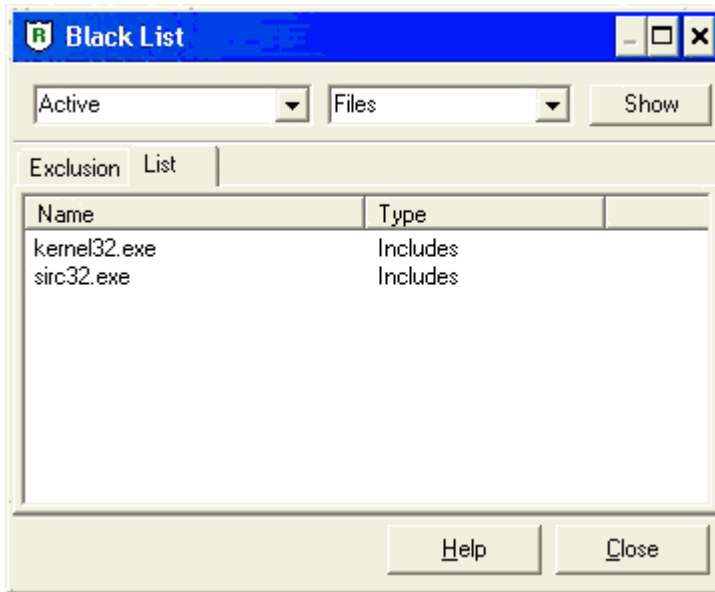 R Black List
Active Files Show
Exclusion List
Name Type
kernel32.exe Includes
sirc32.exe Includes
Help Close